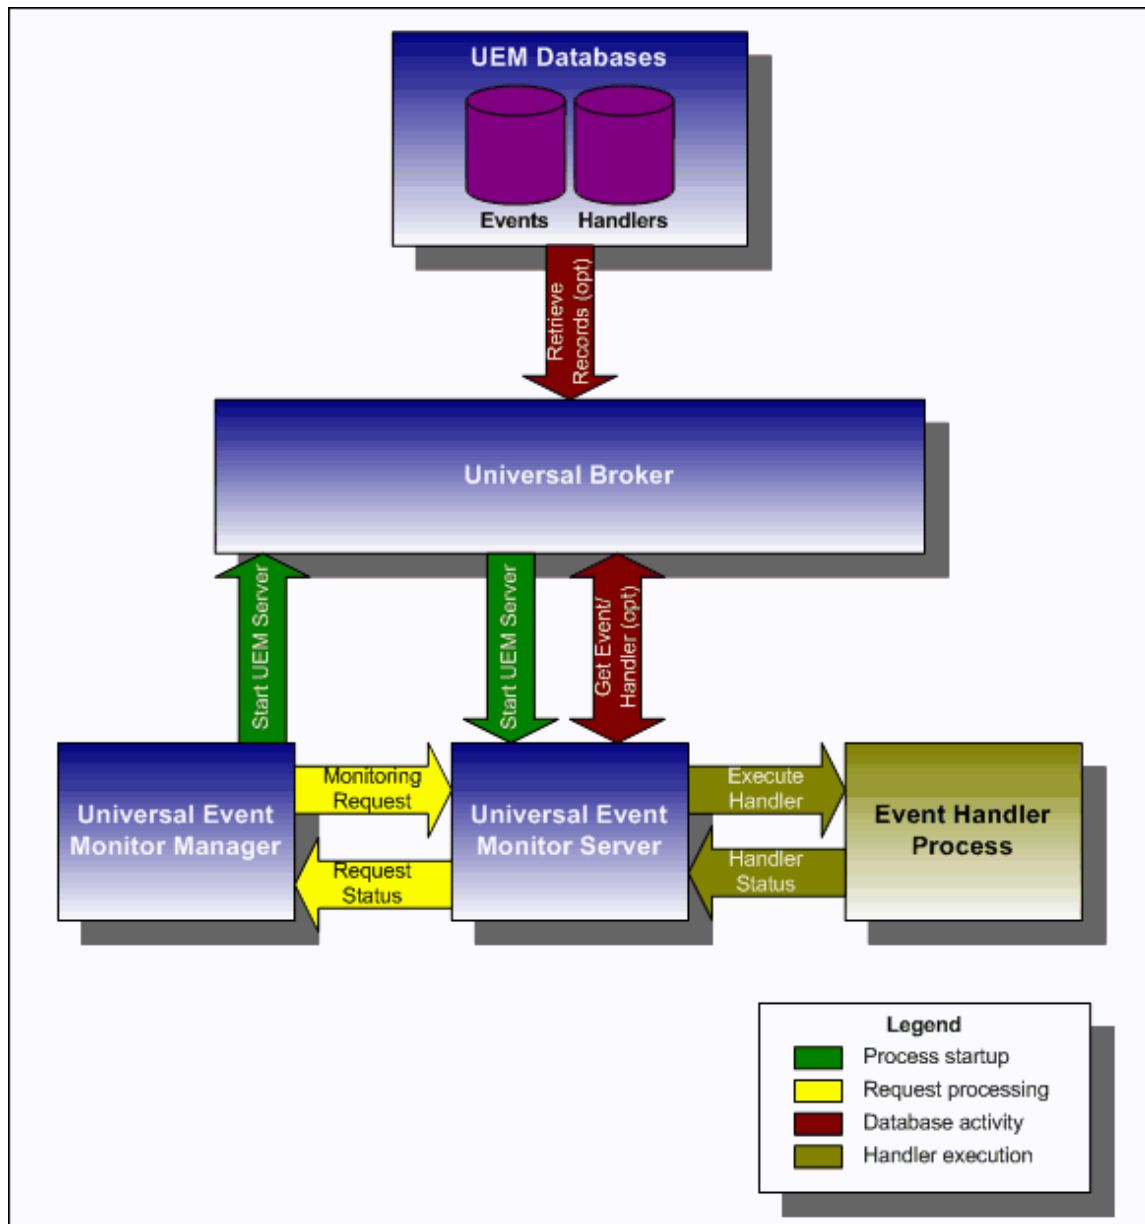 UEM Databases
Events
Handlers
Retrieve
Records (opt)
Universal Broker
Start UEM Server
Start UEM Server
Get Event/
Handler (opt)
Universal Event
Monitor Manager
Monitoring
Request
Request
Status
Universal Event
Monitor Server
Execute
Handler
Handler
Status
Event Handler
Process
Legend
Process startup
Request processing
Database activity
Handler execution